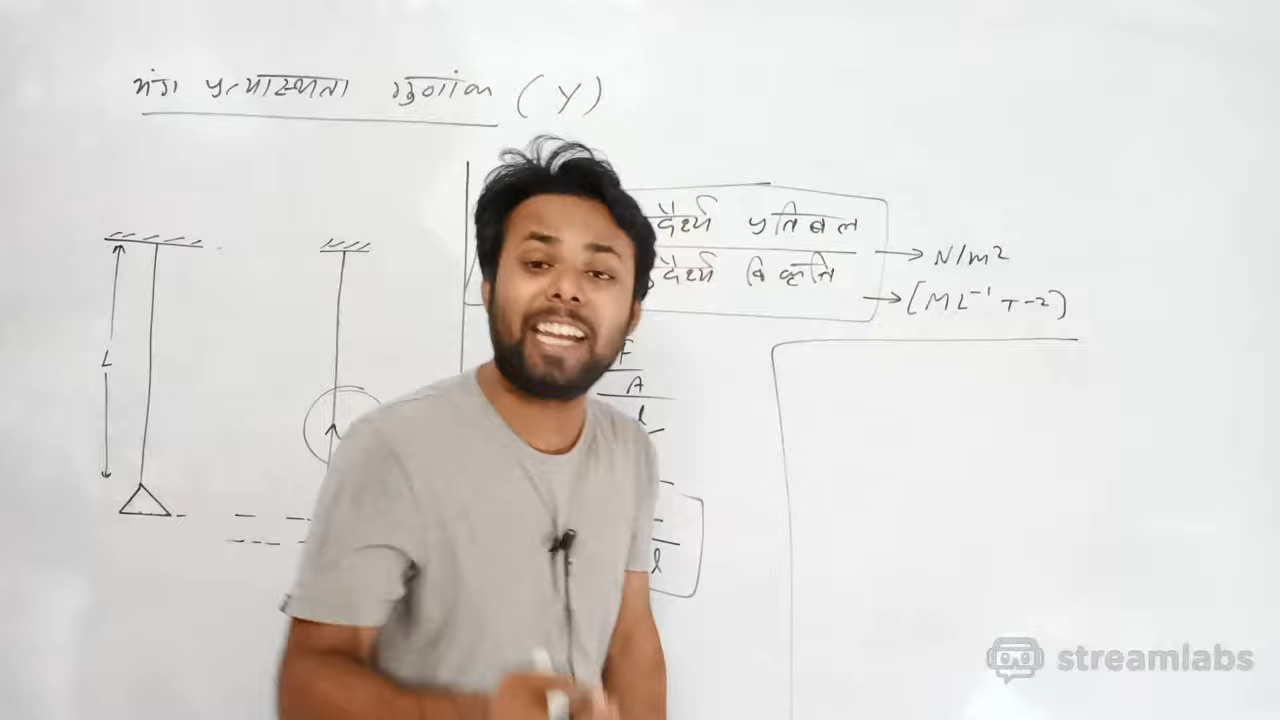 यंग प्रत्यास्थता गुणांक (Y)
प्रतिबल
विकृति
→ N/m²
→ [ML⁻¹T⁻²]
L
F
A
l
l
streamlabs